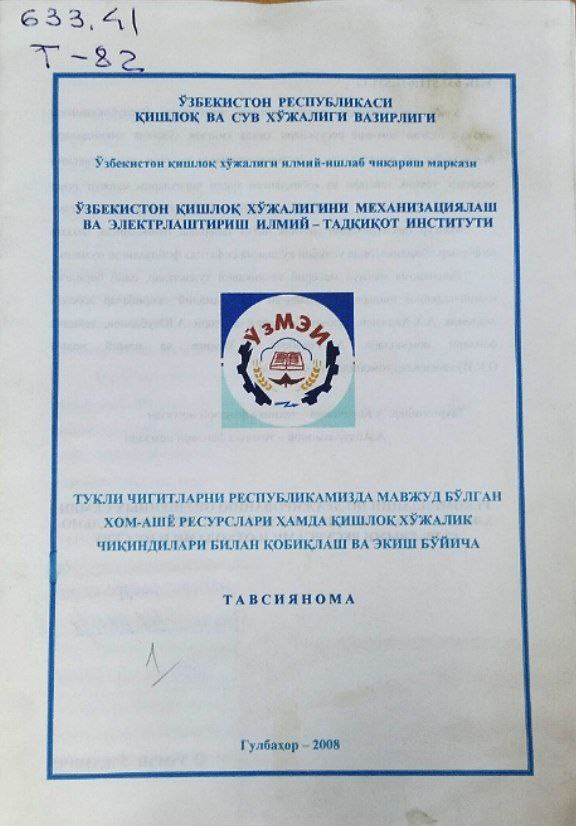 633.41
Т-82
ЎЗБЕКИСТОН РЕСПУБЛИКАСИ
ҚИШЛОҚ ВА СУВ ХЎЖАЛИГИ ВАЗИРЛИГИ
Ўзбекистон қишлоқ хўжалиги илмий-ишлаб чиқариш маркази
ЎЗБЕКИСТОН ҚИШЛОҚ ХЎЖАЛИГИНИ МЕХАНИЗАЦИЯЛАШ
ВА ЭЛЕКТРЛАШТИРИШ ИЛМИЙ – ТАДҚИҚОТ ИНСТИТУТИ
ЎзМЭИ
ТУКЛИ ЧИГИТЛАРНИ РЕСПУБЛИКАМИЗДА МАВЖУД БЎЛГАН
ХОМ-АШЁ РЕСУРСЛАРИ ҲАМДА ҚИШЛОҚ ХЎЖАЛИК
ЧИҚИНДИЛАРИ БИЛАН ҚОБИҚЛАШ ВА ЭКИШ БЎЙИЧА
ТАВСИЯНОМА
1
Гулбаҳор – 2008